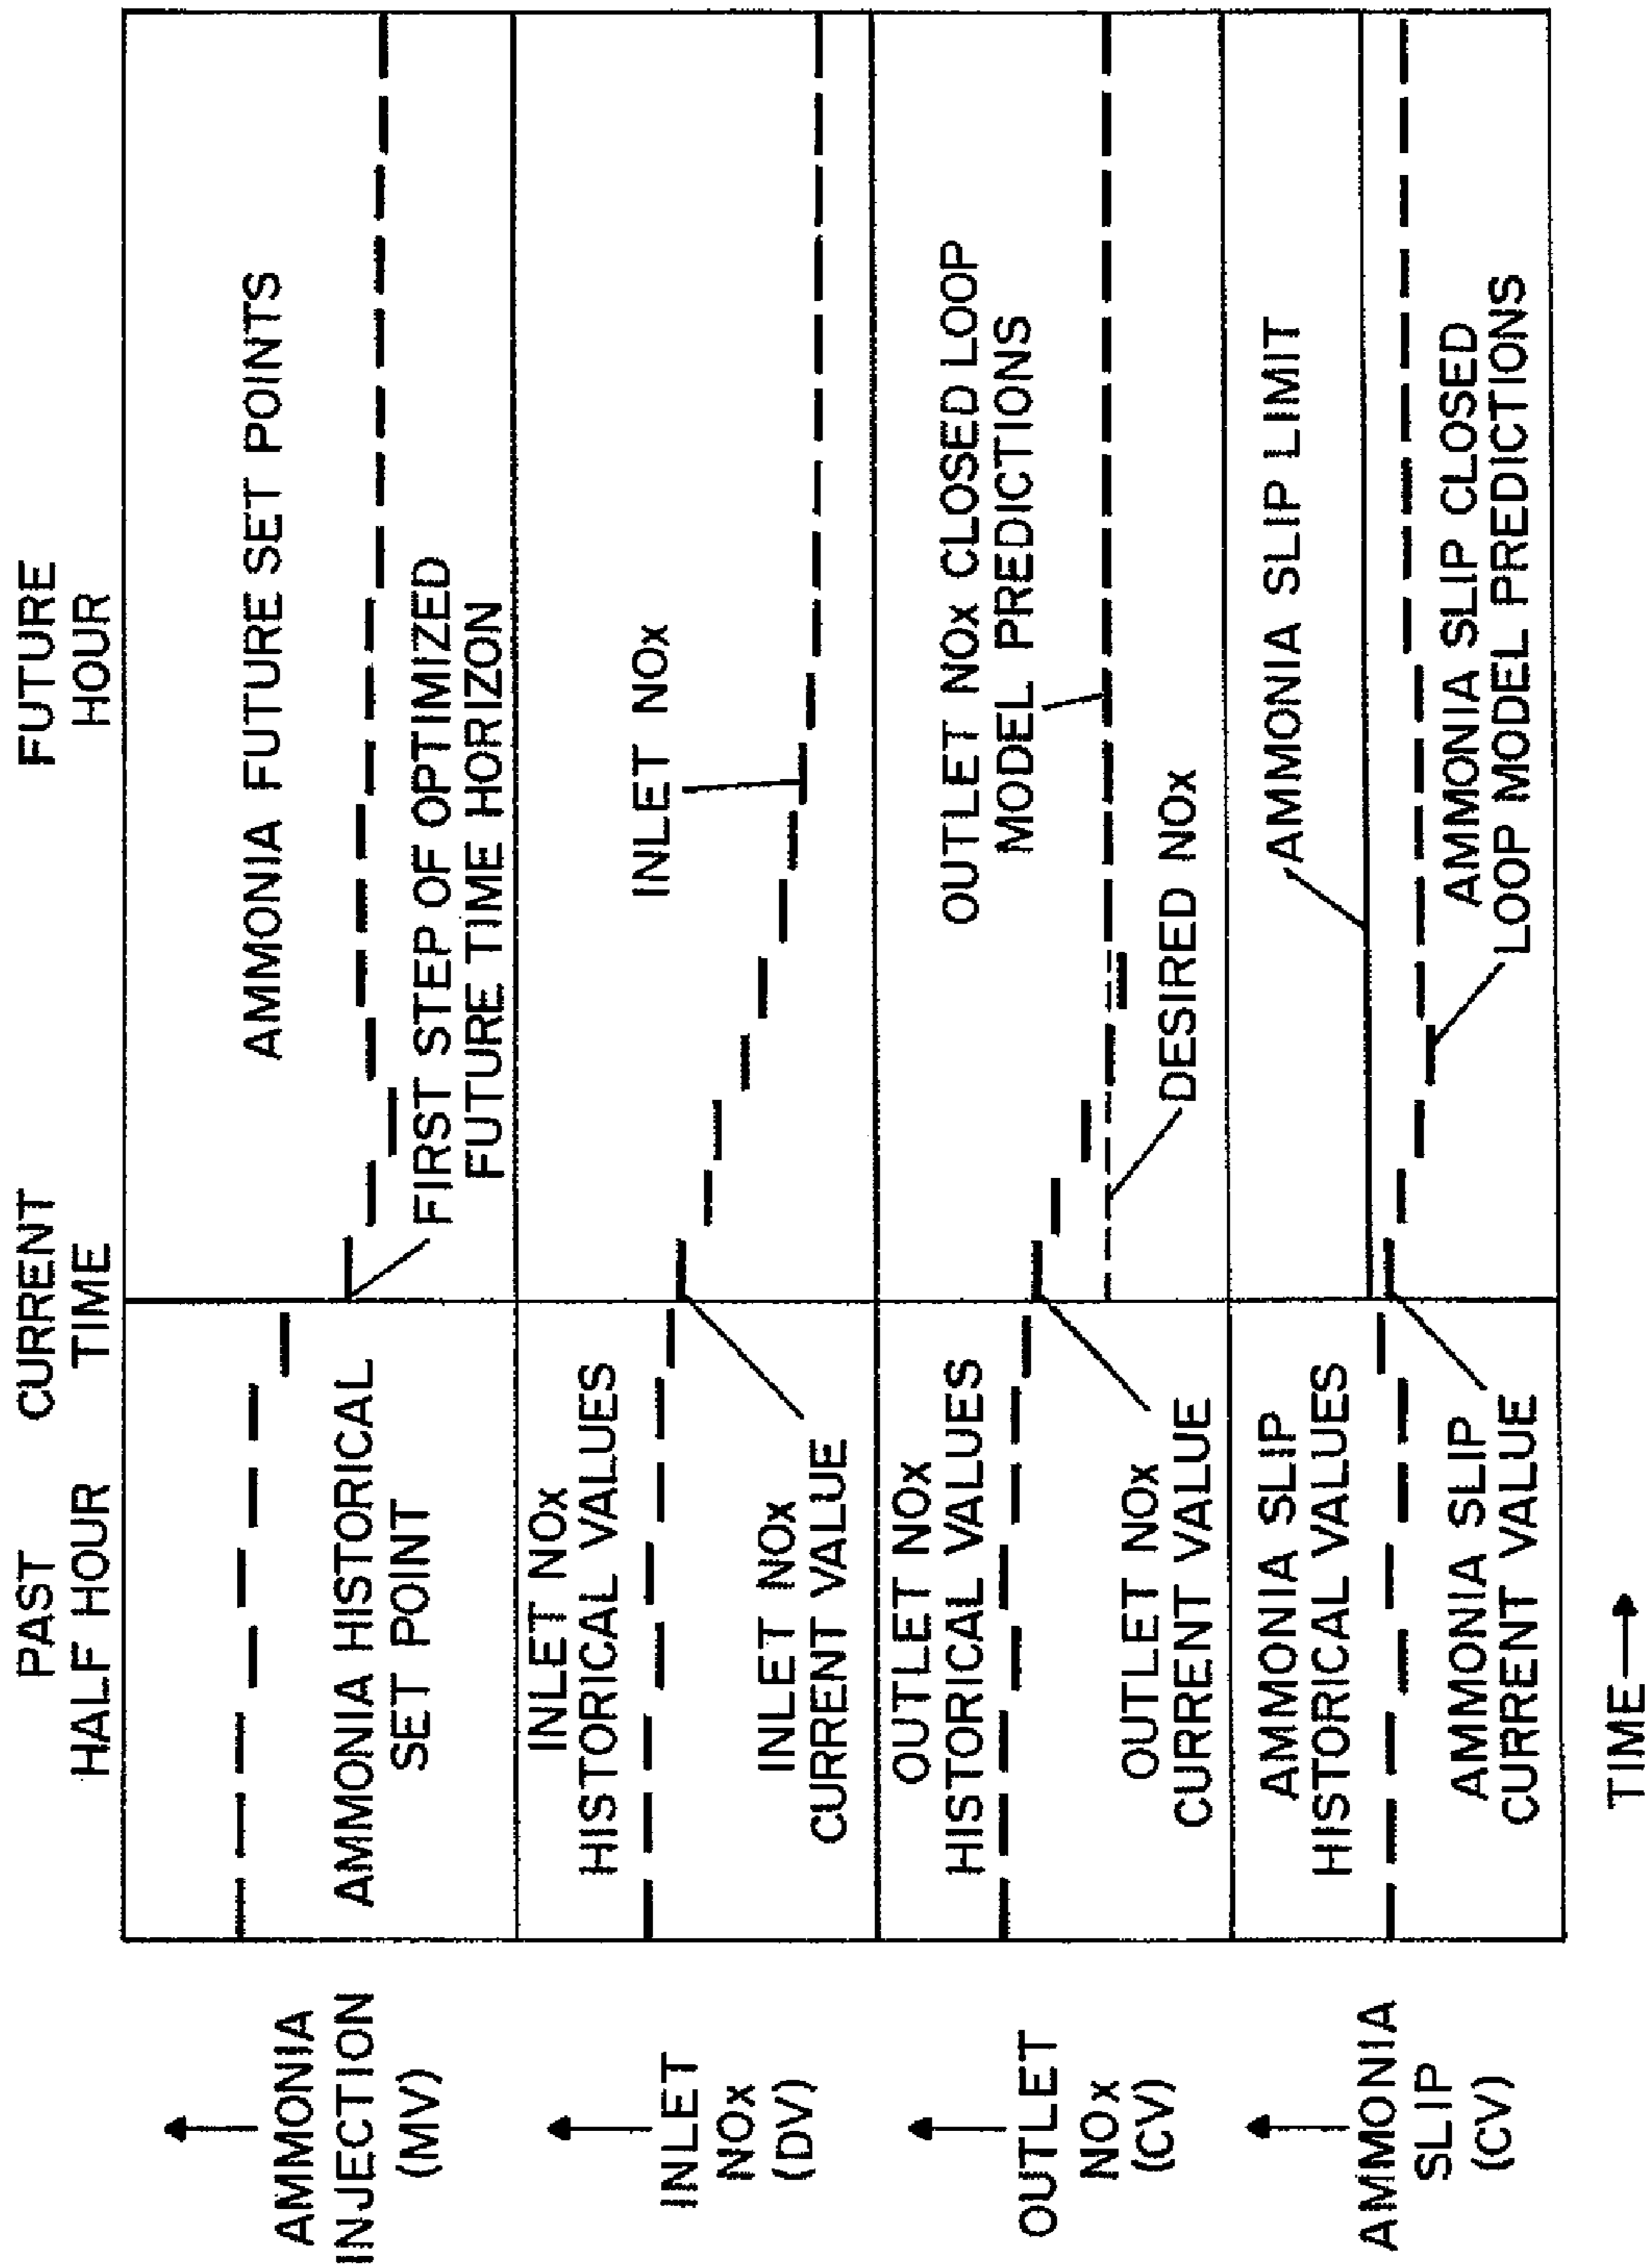 PAST
HALF HOUR
CURRENT
TIME
FUTURE
HOUR
AMMONIA
INJECTION
(MV)
AMMONIA HISTORICAL
SET POINT
AMMONIA FUTURE SET POINTS
FIRST STEP OF OPTIMIZED
FUTURE TIME HORIZON
INLET
NOx
(DV)
INLET NOx
HISTORICAL VALUES
INLET NOx
CURRENT VALUE
INLET NOx
OUTLET
NOx
(CV)
OUTLET NOx
HISTORICAL VALUES
OUTLET NOx
CURRENT VALUE
OUTLET NOx CLOSED LOOP
MODEL PREDICTIONS
DESIRED NOx
AMMONIA
SLIP
(CV)
AMMONIA SLIP
HISTORICAL VALUES
AMMONIA SLIP
CURRENT VALUE
AMMONIA SLIP LIMIT
AMMONIA SLIP CLOSED
LOOP MODEL PREDICTIONS
TIME